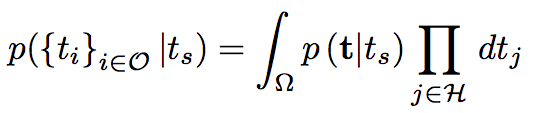 p({t_i}_{i∈𝒪} |t_s) = ∫_Ω p (𝐭|t_s) ∏_{j∈ℋ} dt_j